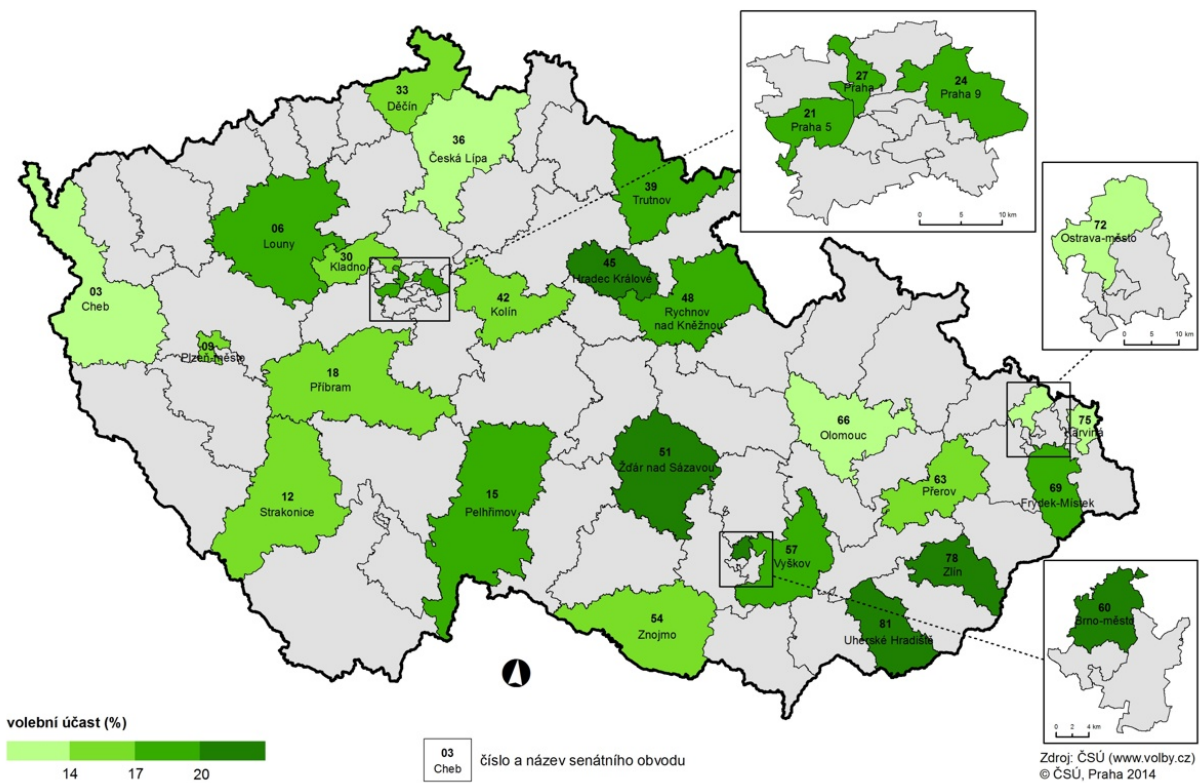 33
Děčín
36
Česká Lípa
39
Trutnov
06
Louny
30
Kladno
03
Cheb
09
Plzeň-město
42
Kolín
45
Hradec Králové
48
Rychnov
nad Kněžnou
18
Příbram
12
Strakonice
15
Pelhřimov
51
Žďár nad Sázavou
66
Olomouc
63
Přerov
75
Karviná
69
Frýdek-Místek
57
Vyškov
78
Zlín
54
Znojmo
81
Uherské Hradiště
27
Praha 1
24
Praha 9
21
Praha 5
0 5 10 km
72
Ostrava-město
0 5 10 km
60
Brno-město
0 2 4 km
volební účast (%)
14 17 20
03
Cheb
číslo a název senátního obvodu
Zdroj: ČSÚ (www.volby.cz)
© ČSÚ, Praha 2014